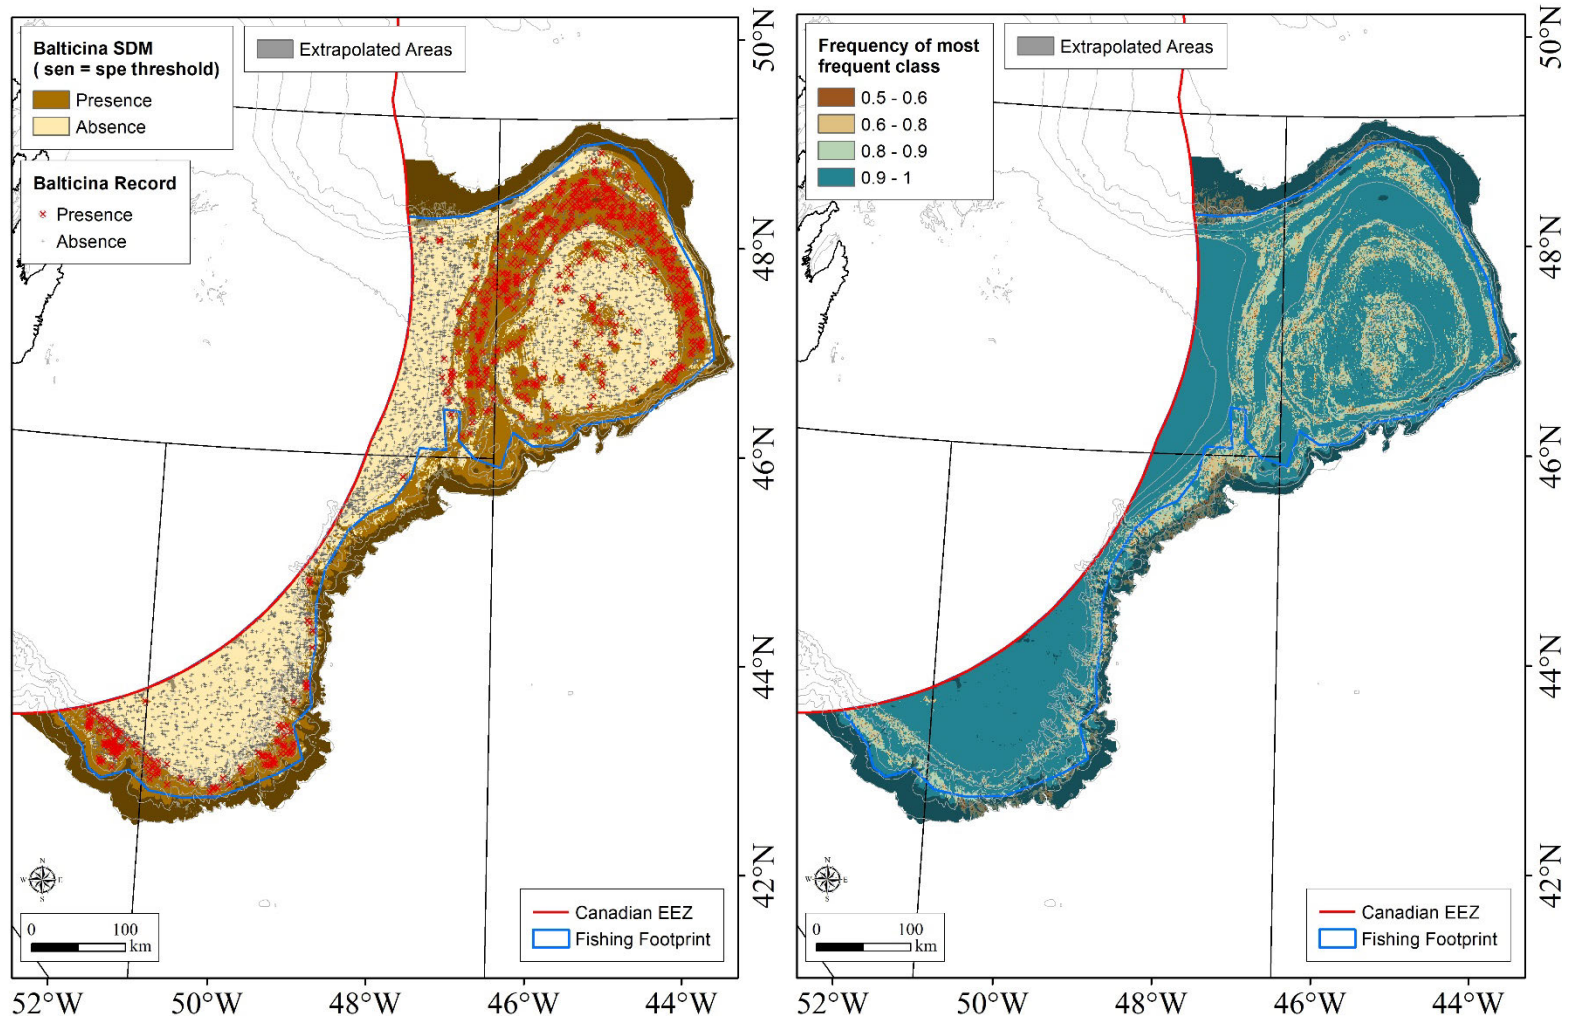 Balticina SDM
( sen = spe threshold)
Presence
Absence
Extrapolated Areas
Balticina Record
Presence
Absence
N
W
E
S
0
100
km
Canadian EEZ
Fishing Footprint
52°W
50°W
48°W
46°W
44°W
50°N
48°N
46°N
44°N
42°N
Frequency of most
frequent class
0.5 - 0.6
0.6 - 0.8
0.8 - 0.9
0.9 - 1
Extrapolated Areas
N
W
E
S
0
100
km
Canadian EEZ
Fishing Footprint
52°W
50°W
48°W
46°W
44°W
50°N
48°N
46°N
44°N
42°N